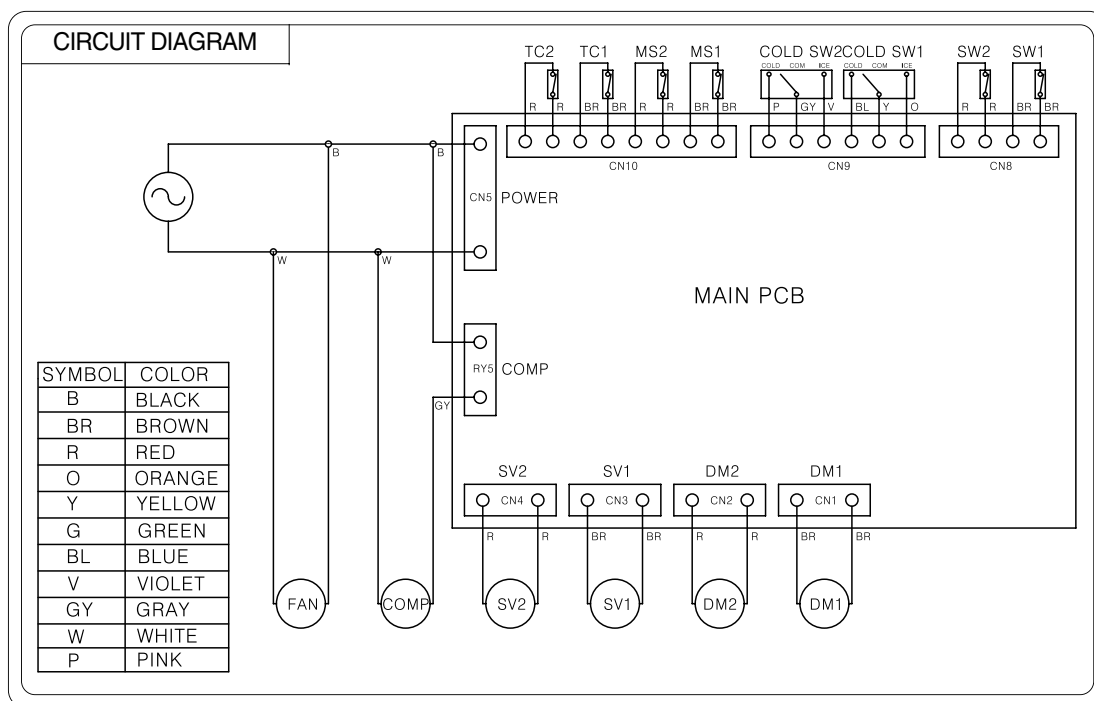 CIRCUIT DIAGRAM
TC2 TC1 MS2 MS1 COLD SW2 COLD SW1 SW2 SW1
COLD COM ICE COLD COM ICE
R R BR BR R R BR BR P GY V BL Y O R R BR BR
CN10 CN9 CN8
B B
CN5 POWER
W W
MAIN PCB
RY5 COMP
GY
SYMBOL COLOR
B BLACK
BR BROWN
R RED
O ORANGE
Y YELLOW
G GREEN
BL BLUE
V VIOLET
GY GRAY
W WHITE
P PINK
SV2 SV1 DM2 DM1
CN4 CN3 CN2 CN1
R R BR BR R R BR BR
FAN COMP SV2 SV1 DM2 DM1